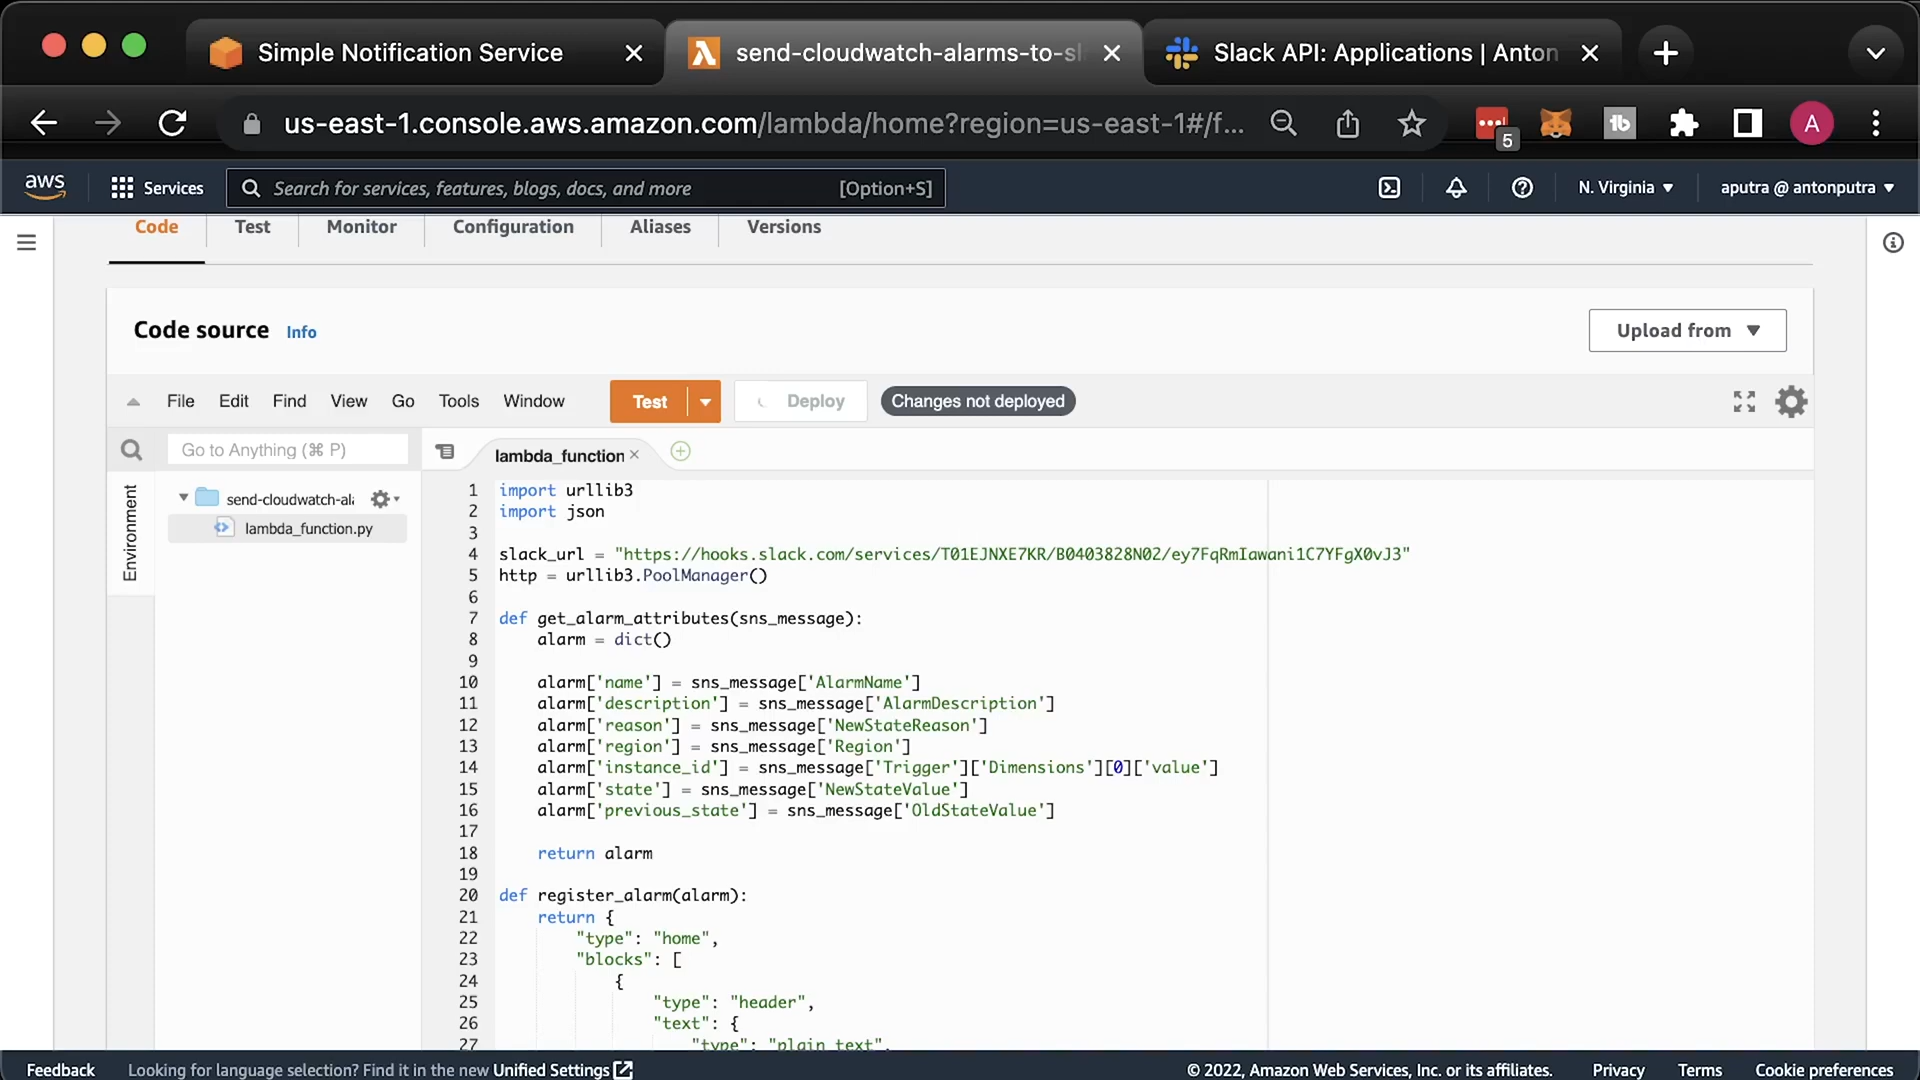 Simple Notification Service
send-cloudwatch-alarms-to-sl
Slack API: Applications | Anton
us-east-1.console.aws.amazon.com/lambda/home?region=us-east-1#/f...
5
tb
A
aws
Services
Search for services, features, blogs, docs, and more
[Option+S]
N. Virginia
aputra @ antonputra
Code
Test
Monitor
Configuration
Aliases
Versions
Code source
Info
Upload from
File
Edit
Find
View
Go
Tools
Window
Test
Deploy
Changes not deployed
Go to Anything (⌘ P)
lambda_function
Environment
send-cloudwatch-ala
lambda_function.py
1 import urllib3
2 import json
3
4 slack_url = "https://hooks.slack.com/services/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"
5 http = urllib3.PoolManager()
6
7 def get_alarm_attributes(sns_message):
8 alarm = dict()
9
10 alarm['name'] = sns_message['AlarmName']
11 alarm['description'] = sns_message['AlarmDescription']
12 alarm['reason'] = sns_message['NewStateReason']
13 alarm['region'] = sns_message['Region']
14 alarm['instance_id'] = sns_message['Trigger']['Dimensions'][0]['value']
15 alarm['state'] = sns_message['NewStateValue']
16 alarm['previous_state'] = sns_message['OldStateValue']
17
18 return alarm
19
20 def register_alarm(alarm):
21 return {
22 "type": "home",
23 "blocks": [
24 {
25 "type": "header",
26 "text": {
27 "type": "plain_text",
Feedback
Looking for language selection? Find it in the new Unified Settings
© 2022, Amazon Web Services, Inc. or its affiliates.
Privacy
Terms
Cookie preferences